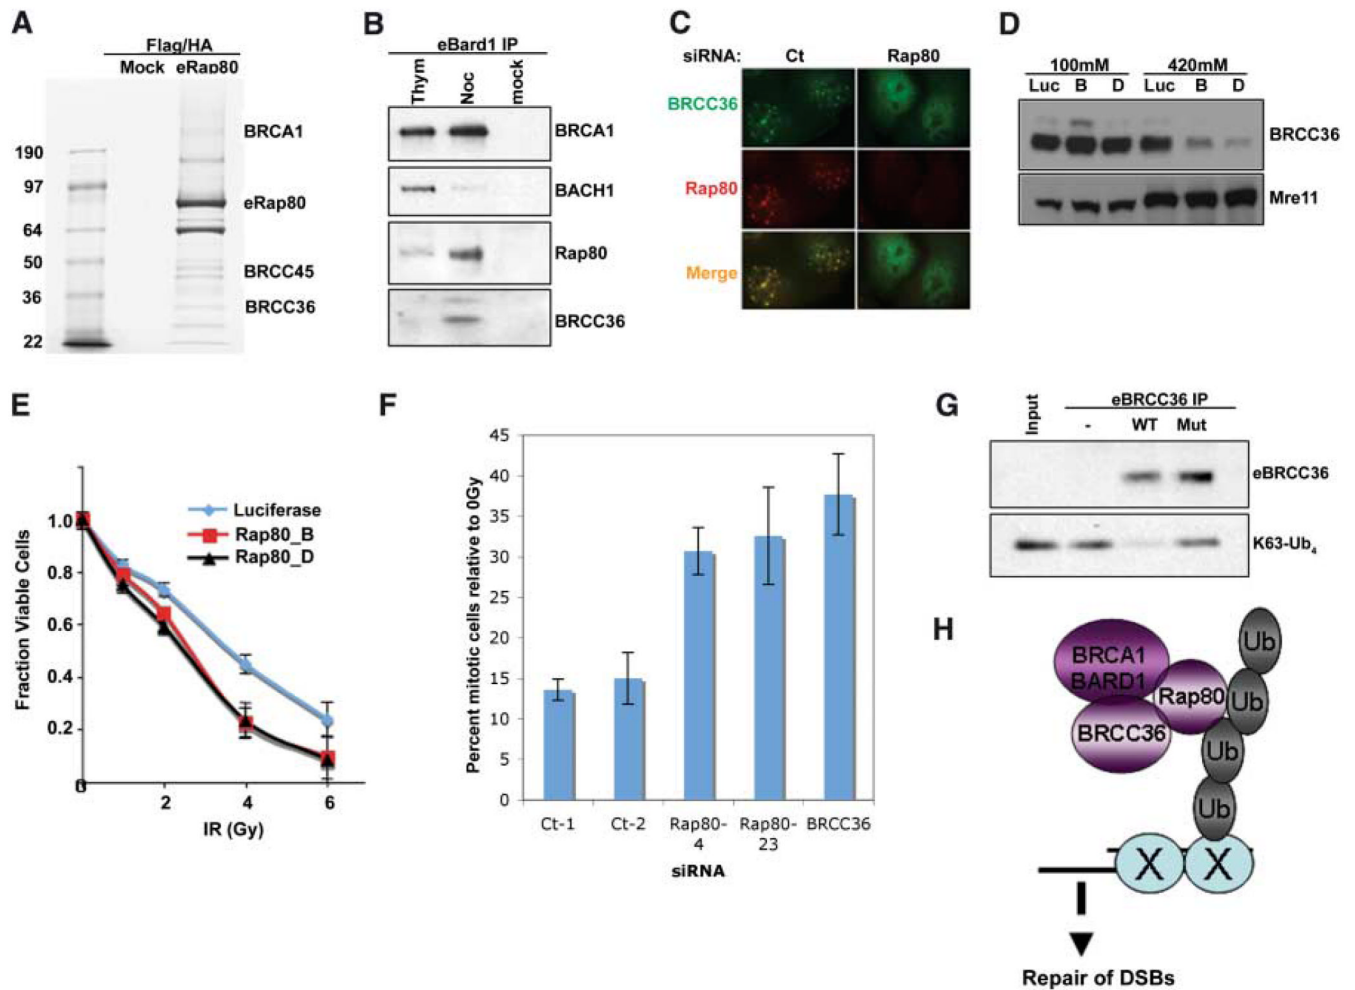 A
Flag/HA
Mock eRap80
190
97
64
50
36
22
BRCA1
eRap80
BRCC45
BRCC36
B
eBard1 IP
Thym Noc mock
BRCA1
BACH1
Rap80
BRCC36
C
siRNA: Ct Rap80
BRCC36
Rap80
Merge
D
100mM 420mM
Luc B D Luc B D
BRCC36
Mre11
E
Fraction Viable Cells
1.0
0.8
0.6
0.4
0.2
0
2 4 6
IR (Gy)
Luciferase
Rap80_B
Rap80_D
F
Percent mitotic cells relative to 0Gy
45
40
35
30
25
20
15
10
5
0
Ct-1 Ct-2 Rap80-4 Rap80-23 BRCC36
siRNA
G
Input
eBRCC36 IP
- WT Mut
eBRCC36
K63-Ub4
H
BRCA1
BARD1
BRCC36
Rap80
Ub
Ub
Ub
Ub
X X
Repair of DSBs